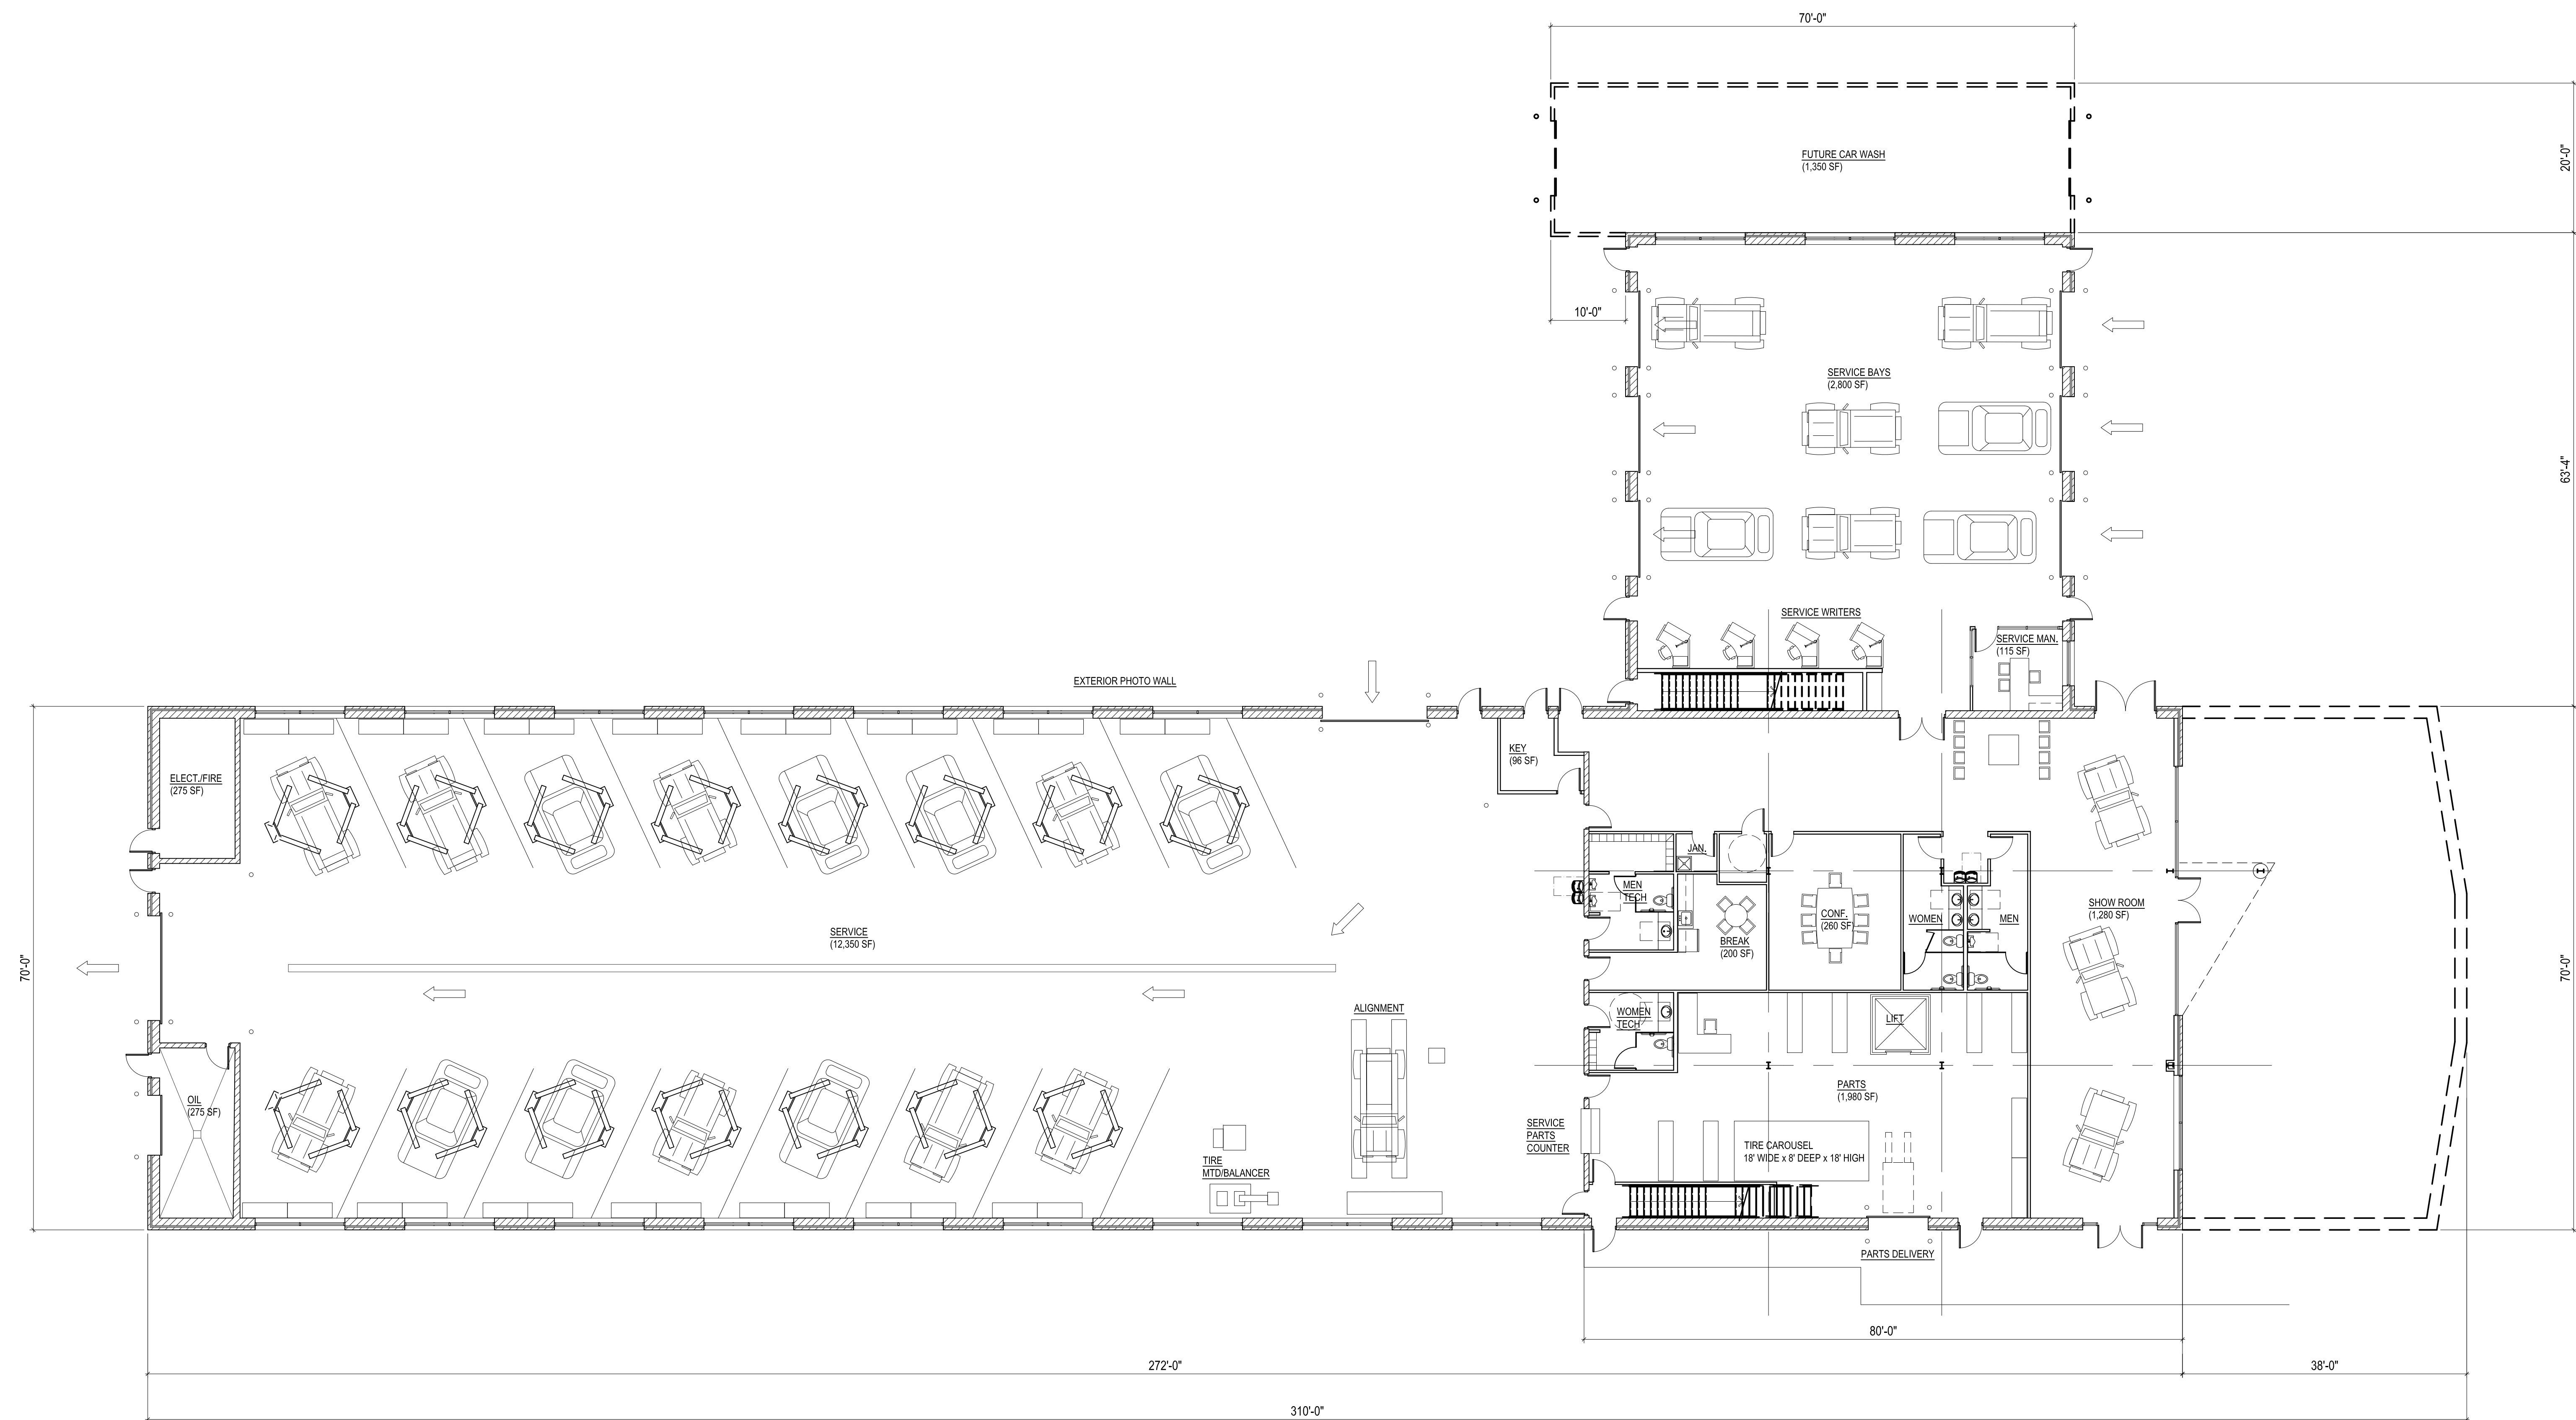 70'-0"
FUTURE CAR WASH
(1,350 SF)
20'-0"
10'-0"
SERVICE BAYS
(2,800 SF)
63'-4"
SERVICE WRITERS
SERVICE MAN.
(115 SF)
EXTERIOR PHOTO WALL
KEY
(96 SF)
ELECT./FIRE
(275 SF)
JAN.
MEN
TECH
BREAK
(200 SF)
CONF.
(260 SF)
WOMEN
MEN
SHOW ROOM
(1,280 SF)
SERVICE
(12,350 SF)
70'-0"
70'-0"
ALIGNMENT
WOMEN
TECH
LIFT
OIL
(275 SF)
PARTS
(1,980 SF)
SERVICE
PARTS
COUNTER
TIRE CAROUSEL
18' WIDE x 8' DEEP x 18' HIGH
TIRE
MTD/BALANCER
PARTS DELIVERY
80'-0"
272'-0"
38'-0"
310'-0"